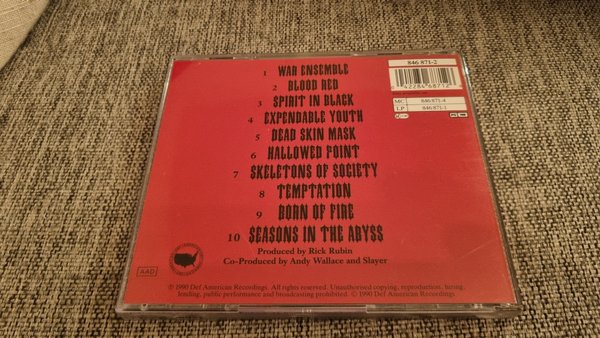 846 871-2
42284 68712
MC 846 871-4
LP 846 871-1
1 WAR ENSEMBLE
2 BLOOD RED
3 SPIRIT IN BLACK
4 EXPENDABLE YOUTH
5 DEAD SKIN MASK
6 HALLOWED POINT
7 SKELETONS OF SOCIETY
8 TEMPTATION
9 BORN OF FIRE
10 SEASONS IN THE ABYSS
Produced by Rick Rubin
Co-Produced by Andy Wallace and Slayer
AAD
℗ 1990 Def American Recordings. All rights reserved. Unauthorised copying, reproduction, hiring,
lending, public performance and broadcasting prohibited. © 1990 Def American Recordings.